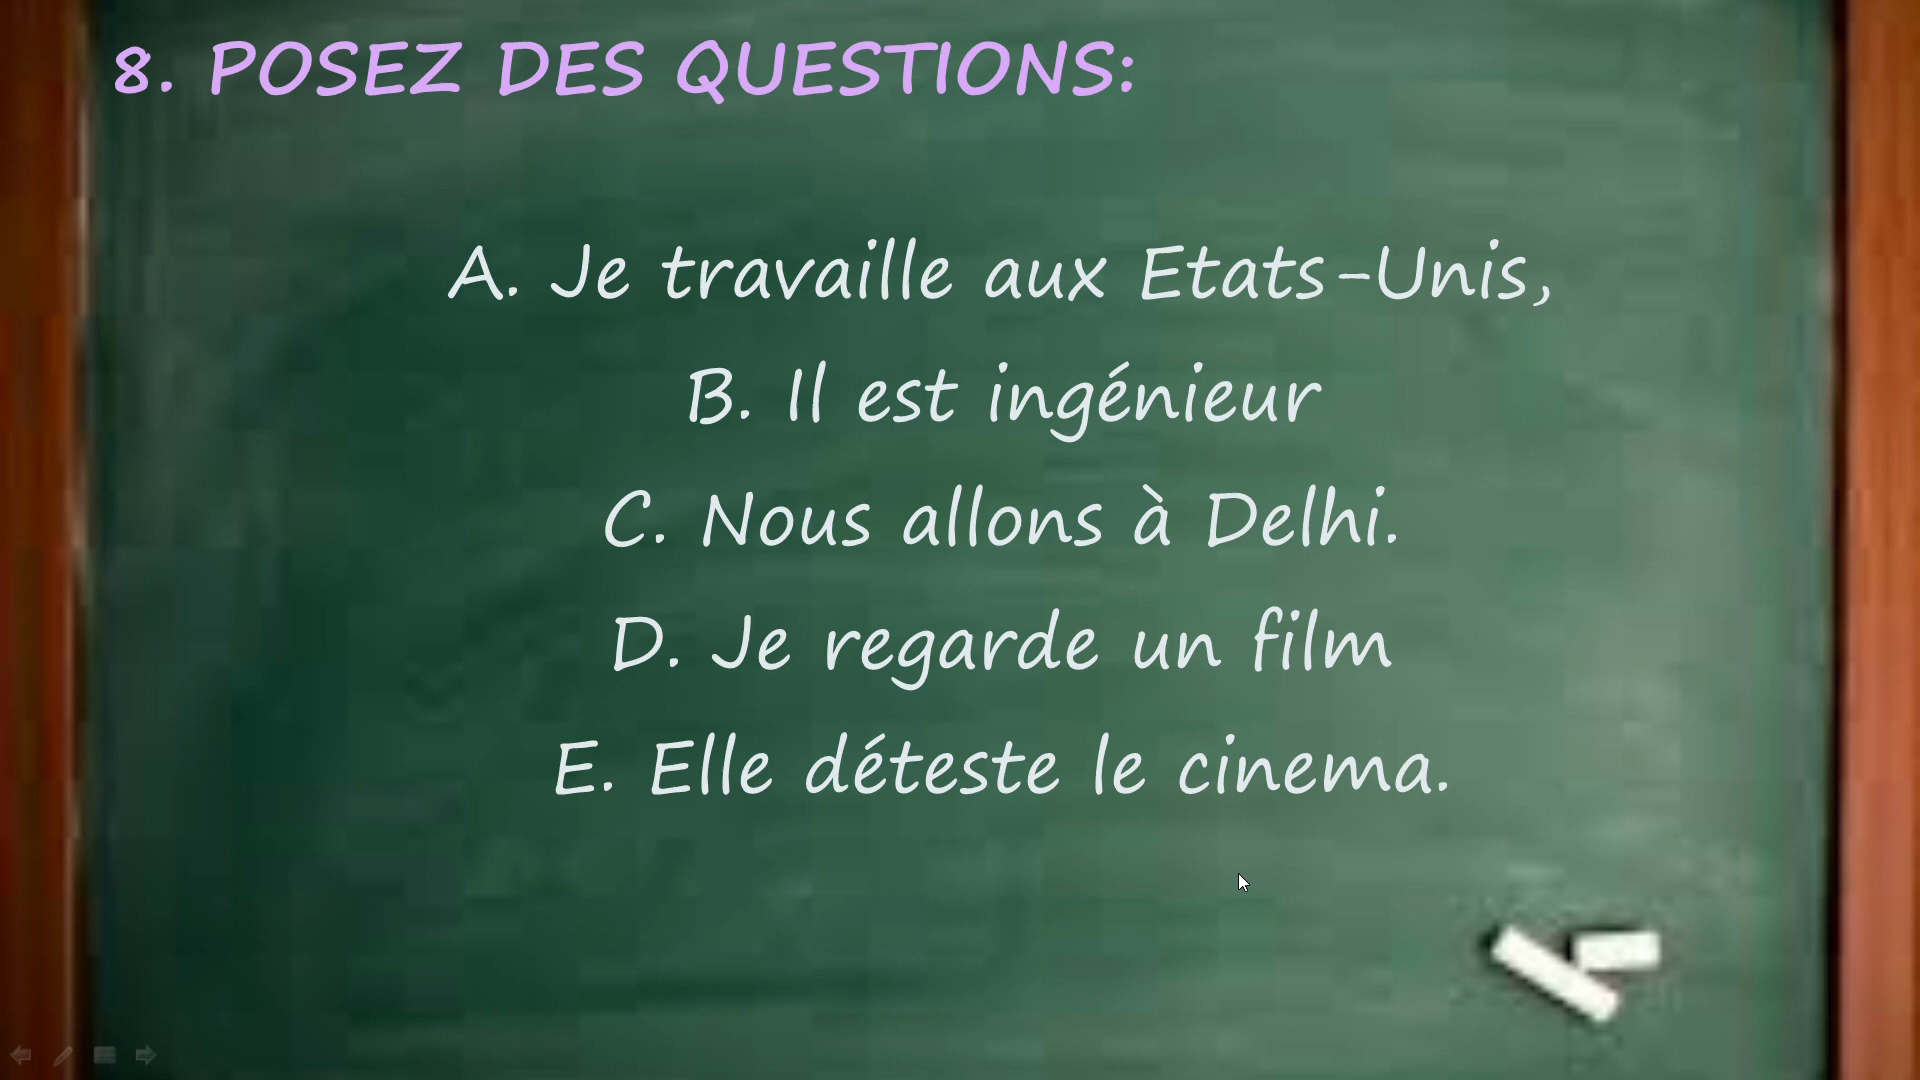 8. POSEZ DES QUESTIONS:
A. Je travaille aux Etats-Unis,
B. Il est ingénieur
C. Nous allons à Delhi.
D. Je regarde un film
E. Elle déteste le cinema.